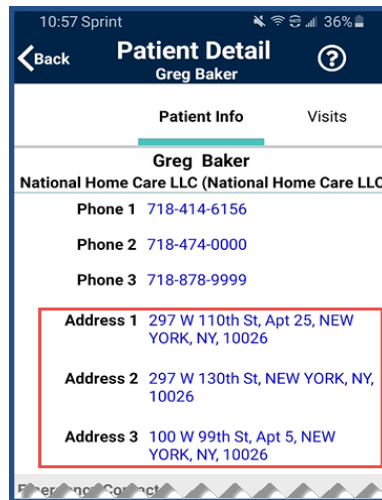 10:57 Sprint 36%
Back Patient Detail ?
Greg Baker
Patient Info Visits
Greg Baker
National Home Care LLC (National Home Care LLC
Phone 1 718-414-6156
Phone 2 718-474-0000
Phone 3 718-878-9999
Address 1 297 W 110th St, Apt 25, NEW
YORK, NY, 10026
Address 2 297 W 130th St, NEW YORK, NY,
10026
Address 3 100 W 99th St, Apt 5, NEW
YORK, NY, 10026